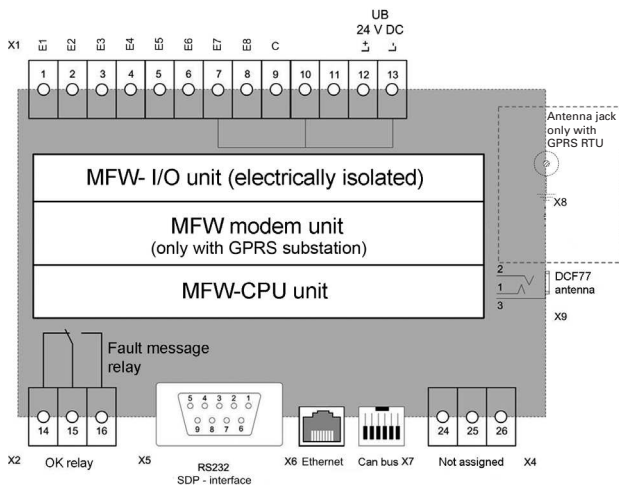 UB
24 V DC
X1 E1 E2 E3 E4 E5 E6 E7 E8 C L+ L-
1 2 3 4 5 6 7 8 9 10 11 12 13
Antenna jack
only with
GPRS RTU
X8
MFW- I/O unit (electrically isolated)
MFW modem unit
(only with GPRS substation)
MFW-CPU unit
2
1
3
DCF77
antenna
X9
Fault message
relay
5 4 3 2 1
9 8 7 6
14 15 16
24 25 26
X2 OK relay
X5 RS232
SDP - interface
X6 Ethernet
Can bus X7
Not assigned X4